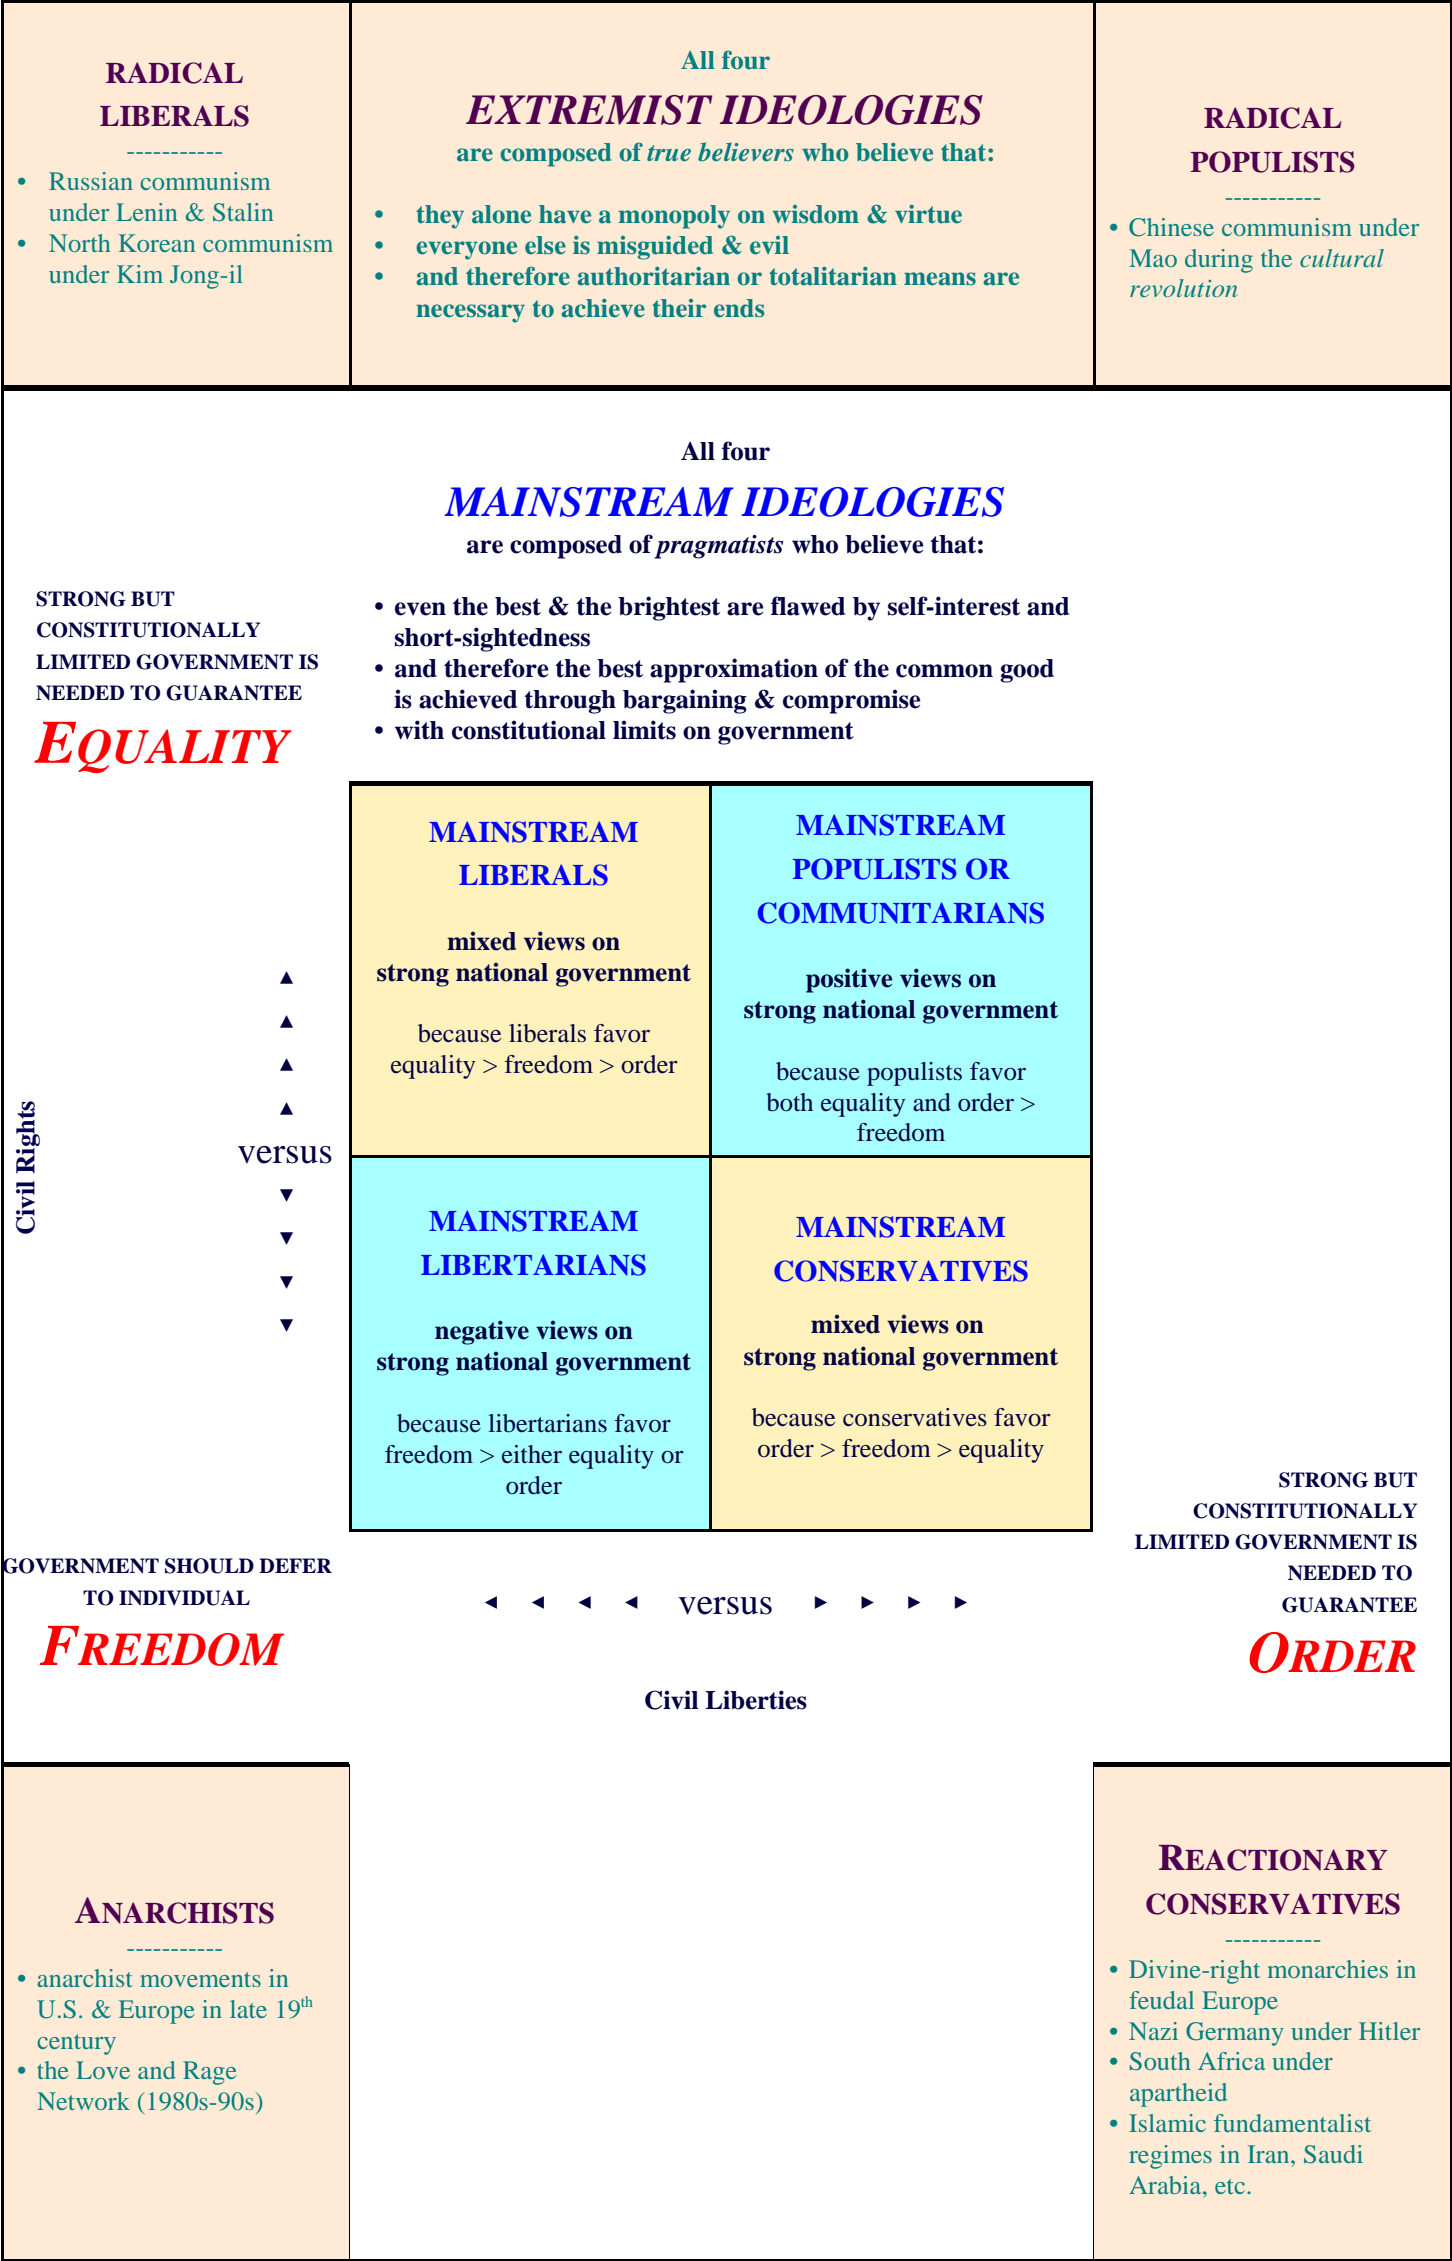 RADICAL
LIBERALS
-----------
• Russian communism
under Lenin & Stalin
• North Korean communism
under Kim Jong-il
All four
EXTREMIST IDEOLOGIES
are composed of true believers who believe that:
• they alone have a monopoly on wisdom & virtue
• everyone else is misguided & evil
• and therefore authoritarian or totalitarian means are
necessary to achieve their ends
RADICAL
POPULISTS
-----------
• Chinese communism under
Mao during the cultural
revolution
All four
MAINSTREAM IDEOLOGIES
are composed of pragmatists who believe that:
• even the best & the brightest are flawed by self-interest and
short-sightedness
• and therefore the best approximation of the common good
is achieved through bargaining & compromise
• with constitutional limits on government
STRONG BUT
CONSTITUTIONALLY
LIMITED GOVERNMENT IS
NEEDED TO GUARANTEE
EQUALITY
Civil Rights
▲
▲
▲
▲
versus
▼
▼
▼
▼
MAINSTREAM
LIBERALS
mixed views on
strong national government
because liberals favor
equality > freedom > order
MAINSTREAM
POPULISTS OR
COMMUNITARIANS
positive views on
strong national government
because populists favor
both equality and order >
freedom
MAINSTREAM
LIBERTARIANS
negative views on
strong national government
because libertarians favor
freedom > either equality or
order
MAINSTREAM
CONSERVATIVES
mixed views on
strong national government
because conservatives favor
order > freedom > equality
GOVERNMENT SHOULD DEFER
TO INDIVIDUAL
FREEDOM
◄ ◄ ◄ ◄ versus ► ► ► ►
Civil Liberties
STRONG BUT
CONSTITUTIONALLY
LIMITED GOVERNMENT IS
NEEDED TO
GUARANTEE
ORDER
ANARCHISTS
-----------
• anarchist movements in
U.S. & Europe in late 19th
century
• the Love and Rage
Network (1980s-90s)
REACTIONARY
CONSERVATIVES
-----------
• Divine-right monarchies in
feudal Europe
• Nazi Germany under Hitler
• South Africa under
apartheid
• Islamic fundamentalist
regimes in Iran, Saudi
Arabia, etc.